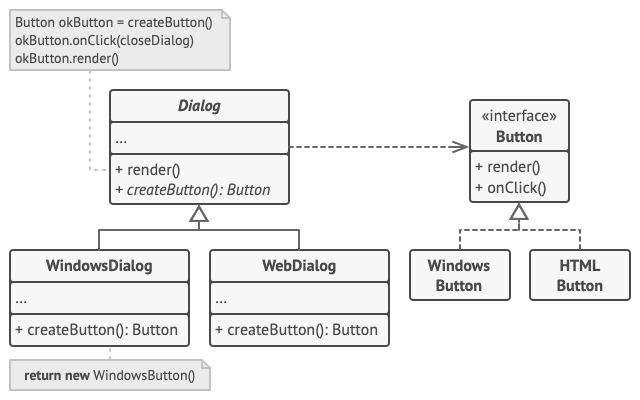 Button okButton = createButton()
okButton.onClick(closeDialog)
okButton.render()
Dialog
...
+ render()
+ createButton(): Button
«interface»
Button
+ render()
+ onClick()
WindowsDialog
...
+ createButton(): Button
WebDialog
...
+ createButton(): Button
Windows
Button
HTML
Button
return new WindowsButton()